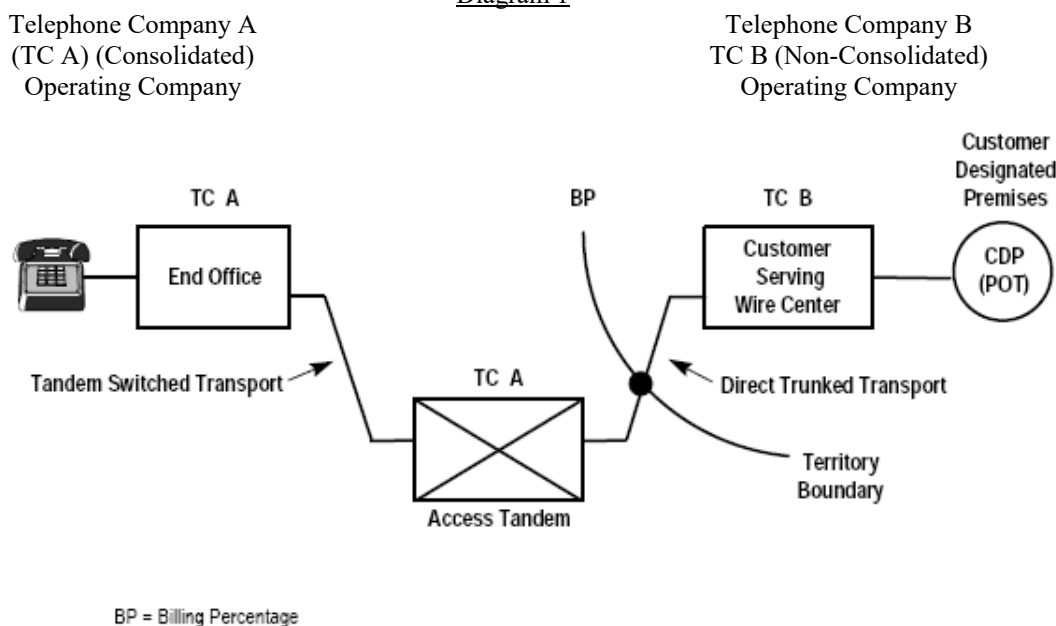 Diagram 1
Telephone Company A
(TC A) (Consolidated)
Operating Company
Telephone Company B
TC B (Non-Consolidated)
Operating Company
Customer
Designated
Premises
TC A
BP
TC B
End Office
Customer
Serving
Wire Center
CDP
(POT)
Tandem Switched Transport
TC A
Direct Trunked Transport
Territory
Boundary
Access Tandem
BP = Billing Percentage